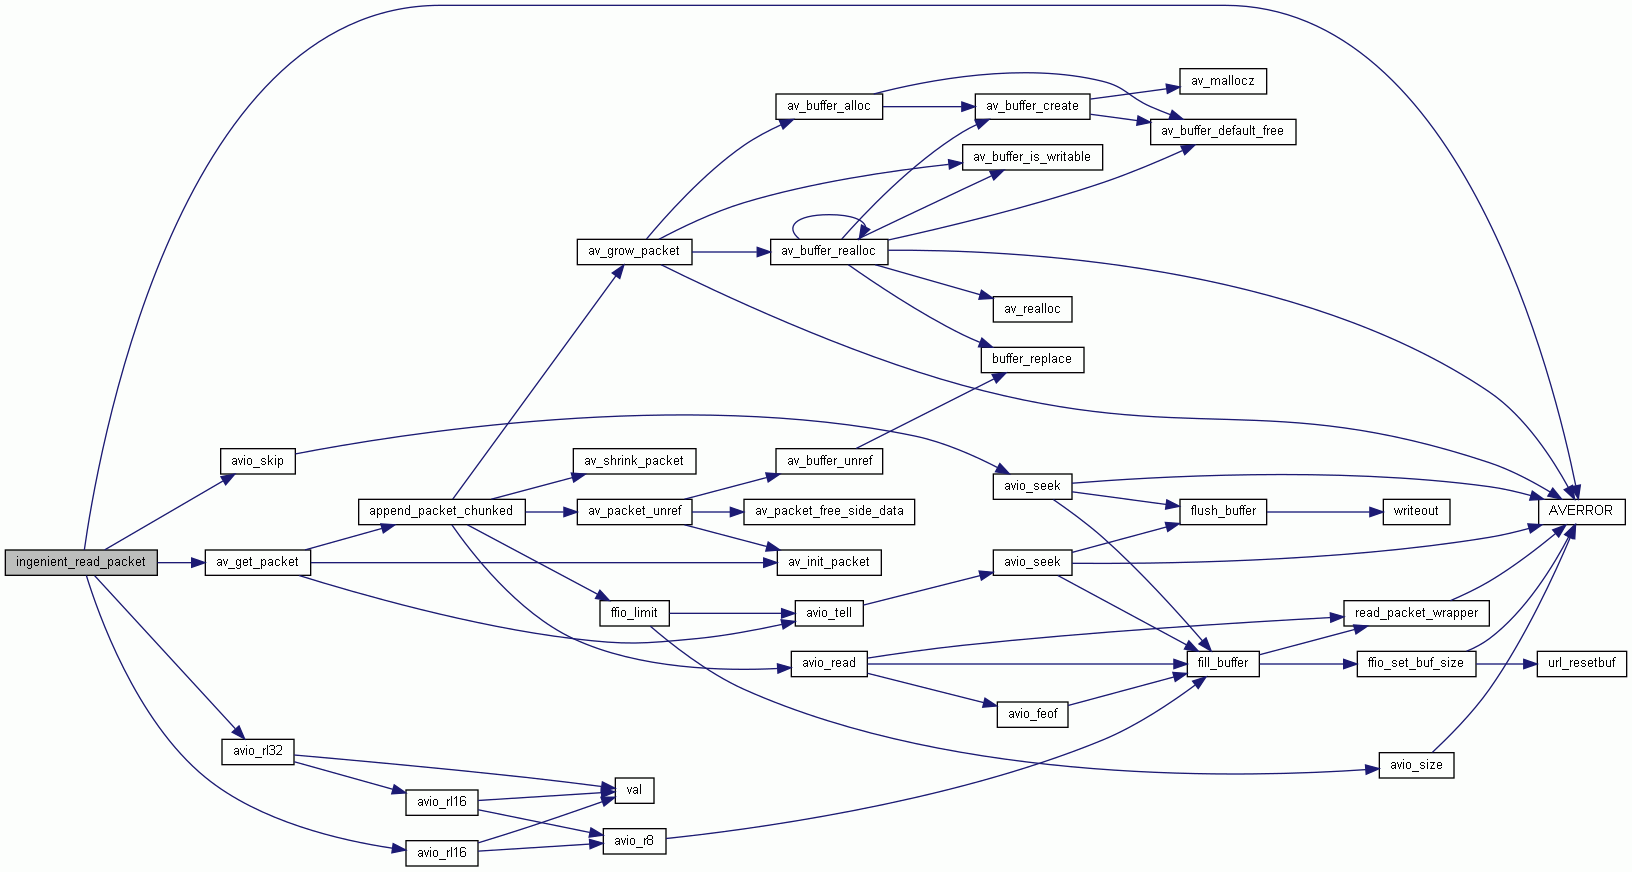 av_mallocz
av_buffer_alloc
av_buffer_create
av_buffer_default_free
av_buffer_is_writable
av_grow_packet
av_buffer_realloc
av_realloc
buffer_replace
avio_skip
av_shrink_packet
av_buffer_unref
avio_seek
append_packet_chunked
av_packet_unref
av_packet_free_side_data
flush_buffer
writeout
AVERROR
ingenient_read_packet
av_get_packet
av_init_packet
avio_seek
ffio_limit
avio_tell
read_packet_wrapper
avio_read
fill_buffer
ffio_set_buf_size
url_resetbuf
avio_feof
avio_rl32
avio_size
val
avio_rl16
avio_r8
avio_rl16